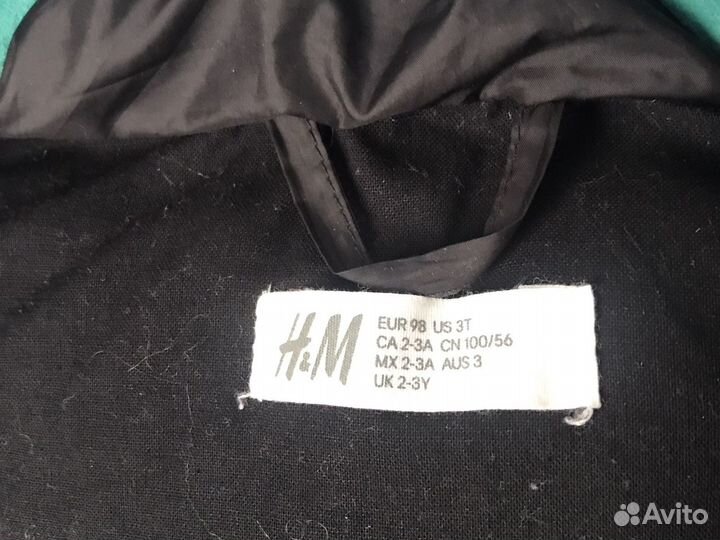 H&M
EUR 98 US 3T
CA 2-3A CN 100/56
MX 2-3A AUS 3
UK 2-3Y
Avito